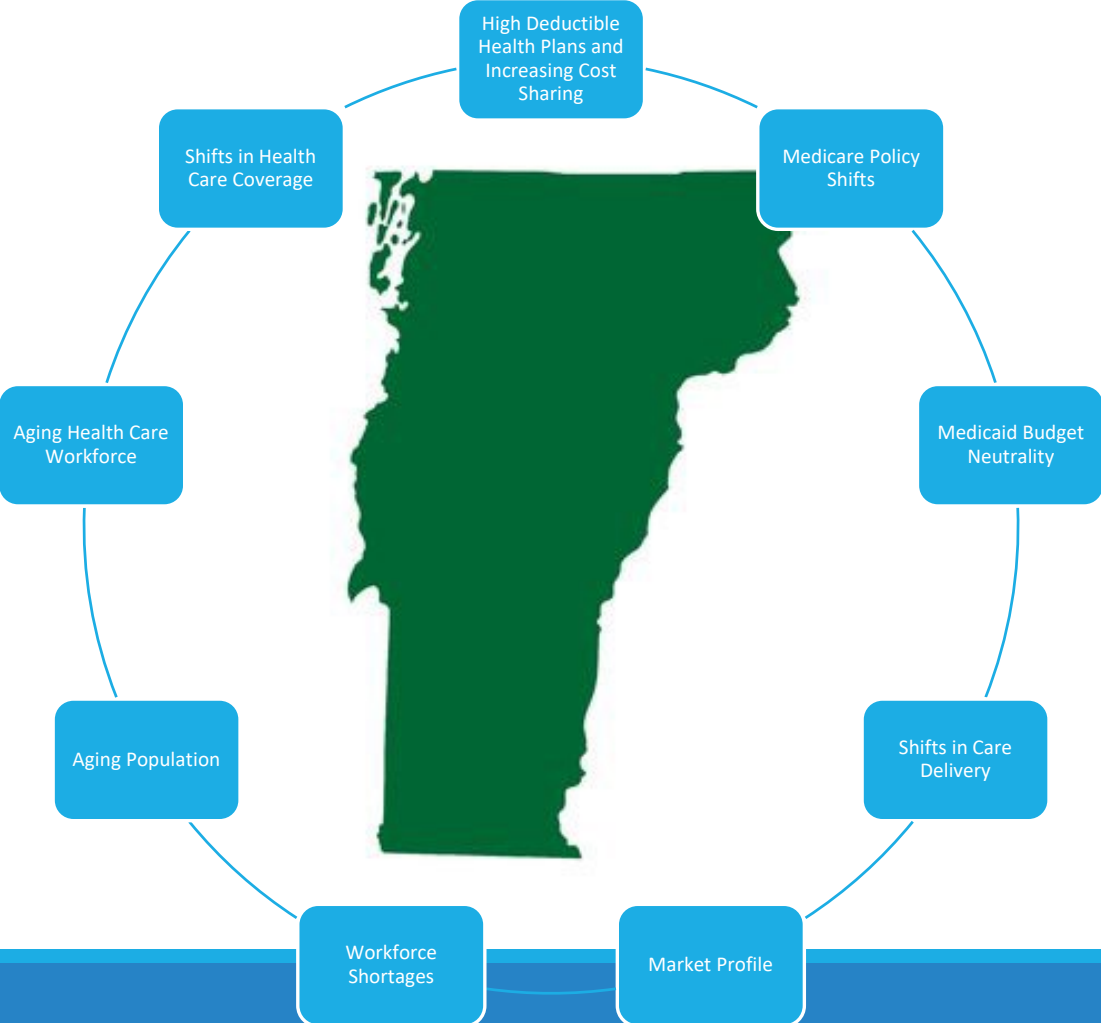 High Deductible
Health Plans and
Increasing Cost
Sharing
Medicare Policy
Shifts
Medicaid Budget
Neutrality
Shifts in Care
Delivery
Market Profile
Workforce
Shortages
Aging Population
Aging Health Care
Workforce
Shifts in Health
Care Coverage